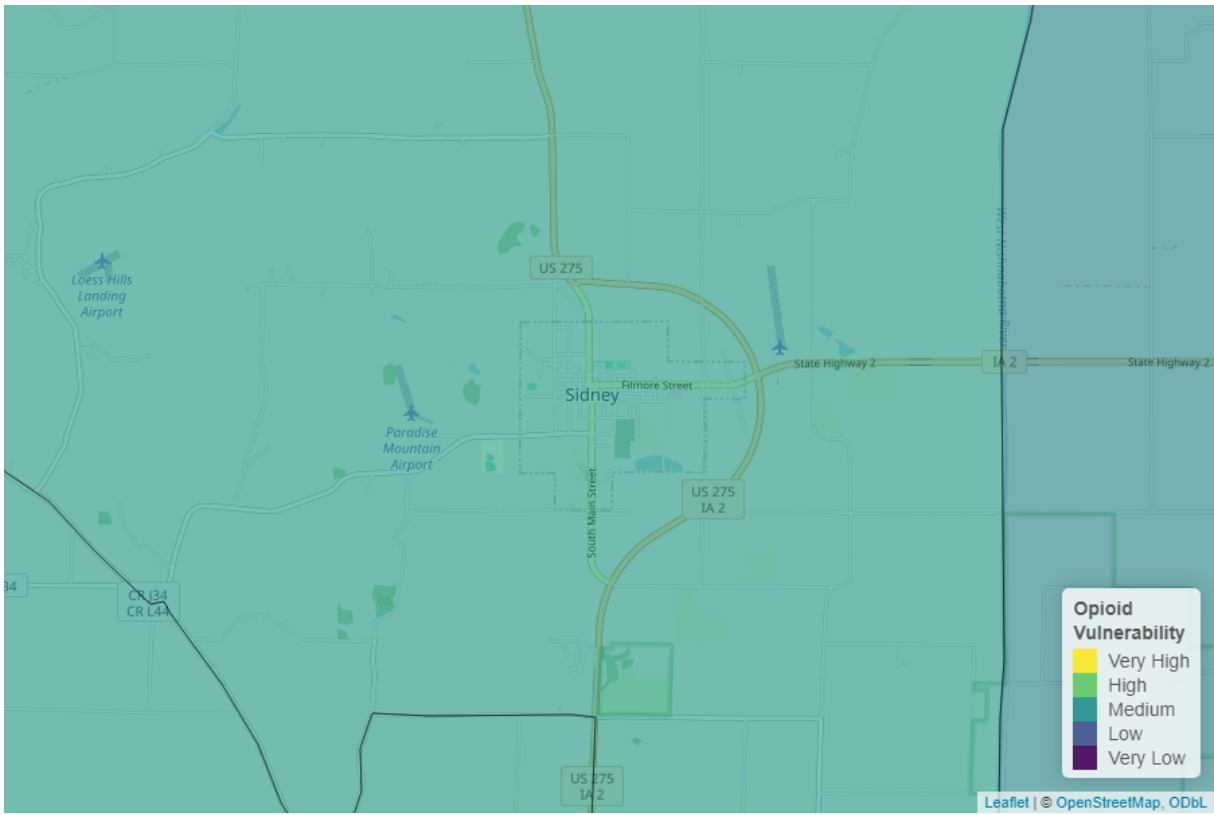 US 275
Loess Hills
Landing
Airport
West Nishnabotna River
State Highway 2
IA 2
State Highway 2
Filmore Street
Sidney
Paradise
Mountain
Airport
US 275
IA 2
South Main Street
34
CR J34
CR L44
US 275
IA 2
Opioid
Vulnerability
Very High
High
Medium
Low
Very Low
Leaflet | © OpenStreetMap, ODbL